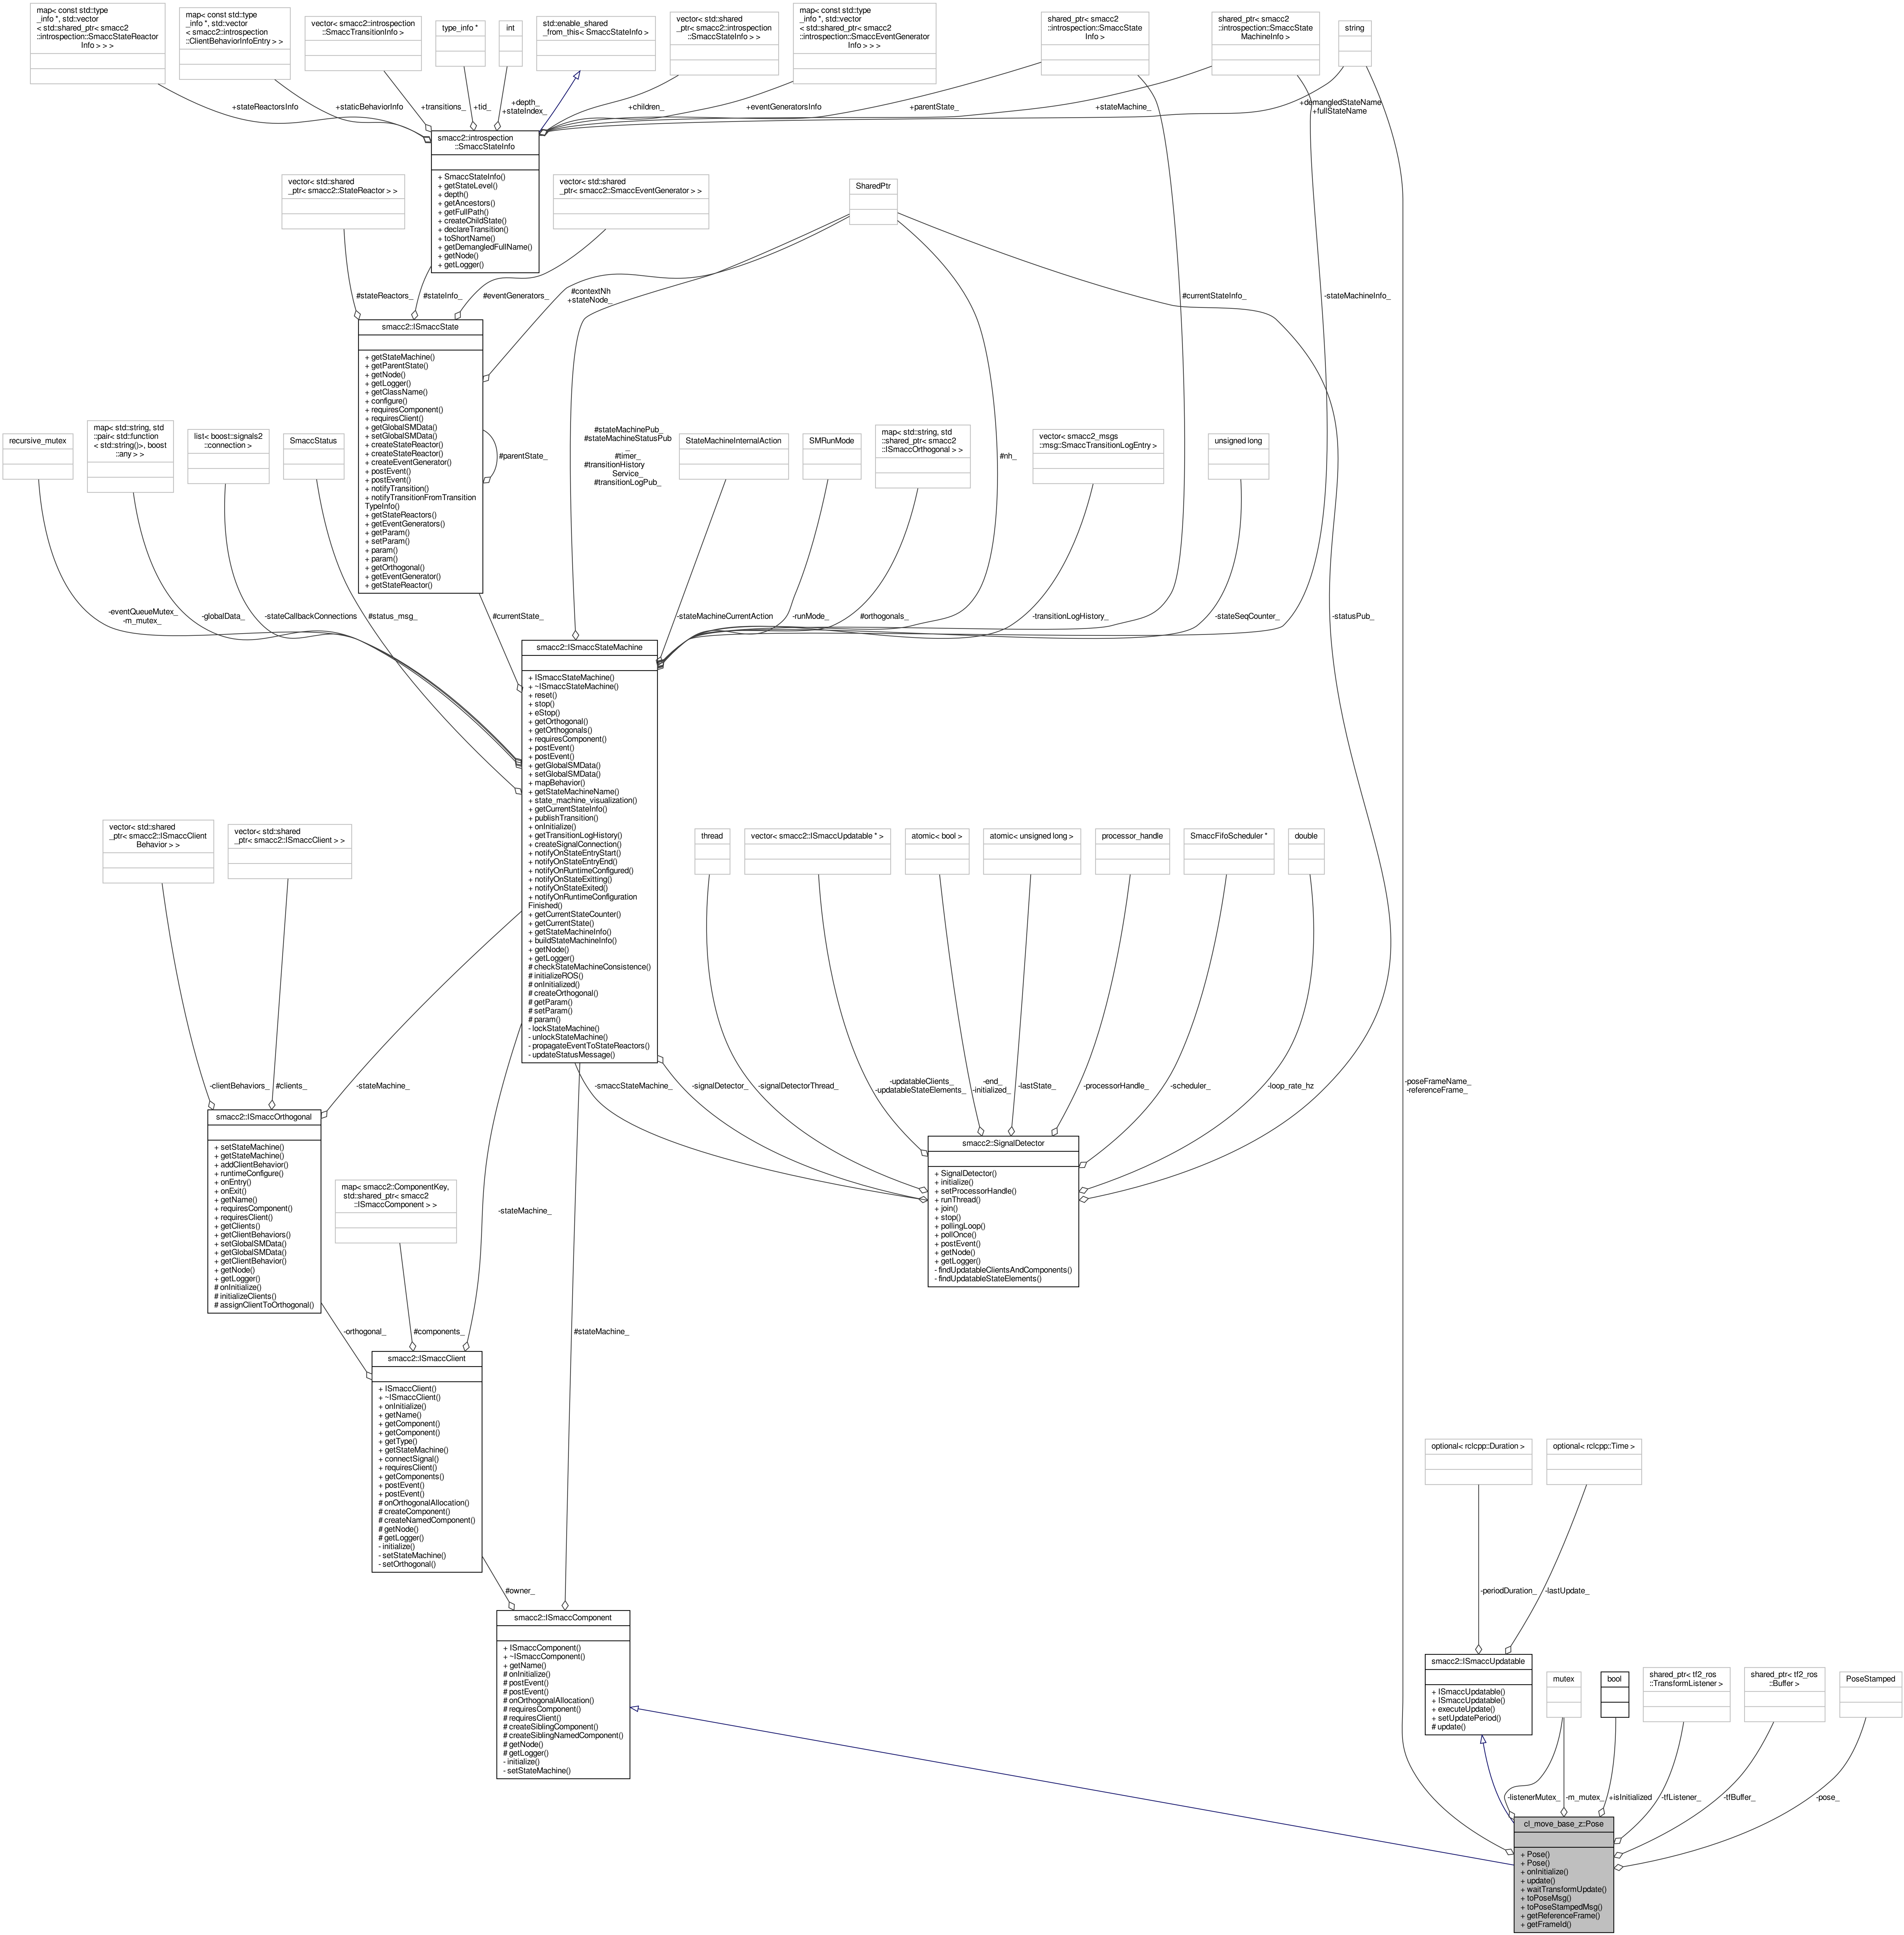 map< const std::type
_info *, std::vector
< std::shared_ptr< smacc2
::introspection::SmaccStateReactor
Info > > >
map< const std::type
_info *, std::vector
< smacc2::introspection
::ClientBehaviorInfoEntry > >
vector< smacc2::introspection
::SmaccTransitionInfo >
type_info *
int
std::enable_shared
_from_this< SmaccStateInfo >
vector< std::shared
_ptr< smacc2::introspection
::SmaccStateInfo > >
map< const std::type
_info *, std::vector
< std::shared_ptr< smacc2
::introspection::SmaccEventGenerator
Info > > >
shared_ptr< smacc2
::introspection::SmaccState
Info >
shared_ptr< smacc2
::introspection::SmaccState
MachineInfo >
string
+stateReactorsInfo
+staticBehaviorInfo
+transitions_
+tid_
+depth_
+stateIndex_
+children_
+eventGeneratorsInfo
+parentState_
+stateMachine_
+demangledStateName
+fullStateName
smacc2::introspection
::SmaccStateInfo
+ SmaccStateInfo()
+ getStateLevel()
+ depth()
+ getAncestors()
+ getFullPath()
+ createChildState()
+ declareTransition()
+ toShortName()
+ getDemangledFullName()
+ getNode()
+ getLogger()
vector< std::shared
_ptr< smacc2::StateReactor > >
vector< std::shared
_ptr< smacc2::SmaccEventGenerator > >
SharedPtr
#stateReactors_
#stateInfo_
#eventGenerators_
#contextNh
+stateNode_
#currentStateInfo_
-stateMachineInfo_
smacc2::ISmaccState
+ getStateMachine()
+ getParentState()
+ getNode()
+ getLogger()
+ getClassName()
+ configure()
+ requiresComponent()
+ requiresClient()
+ getGlobalSMData()
+ setGlobalSMData()
+ createStateReactor()
+ createStateReactor()
+ createEventGenerator()
+ postEvent()
+ postEvent()
+ notifyTransition()
+ notifyTransitionFromTransition
TypeInfo()
+ getStateReactors()
+ getEventGenerators()
+ getParam()
+ setParam()
+ param()
+ param()
+ getOrthogonal()
+ getEventGenerator()
+ getStateReactor()
#parentState_
recursive_mutex
map< std::string, std
::pair< std::function
< std::string()>, boost
::any > >
list< boost::signals2
::connection >
SmaccStatus
#stateMachinePub_
#stateMachineStatusPub
_
#timer_
#transitionHistory
Service_
#transitionLogPub_
StateMachineInternalAction
SMRunMode
map< std::string, std
::shared_ptr< smacc2
::ISmaccOrthogonal > >
#nh_
vector< smacc2_msgs
::msg::SmaccTransitionLogEntry >
unsigned long
-eventQueueMutex_
-m_mutex_
-globalData_
-stateCallbackConnections
#status_msg_
#currentState_
-stateMachineCurrentAction
-runMode_
#orthogonals_
-transitionLogHistory_
-stateSeqCounter_
-statusPub_
smacc2::ISmaccStateMachine
+ ISmaccStateMachine()
+ ~ISmaccStateMachine()
+ reset()
+ stop()
+ eStop()
+ getOrthogonal()
+ getOrthogonals()
+ requiresComponent()
+ postEvent()
+ postEvent()
+ getGlobalSMData()
+ setGlobalSMData()
+ mapBehavior()
+ getStateMachineName()
+ state_machine_visualization()
+ getCurrentStateInfo()
+ publishTransition()
+ onInitialize()
+ getTransitionLogHistory()
+ createSignalConnection()
+ notifyOnStateEntryStart()
+ notifyOnStateEntryEnd()
+ notifyOnRuntimeConfigured()
+ notifyOnStateExitting()
+ notifyOnStateExited()
+ notifyOnRuntimeConfiguration
Finished()
+ getCurrentStateCounter()
+ getCurrentState()
+ getStateMachineInfo()
+ buildStateMachineInfo()
+ getNode()
+ getLogger()
# checkStateMachineConsistence()
# initializeROS()
# onInitialized()
# createOrthogonal()
# getParam()
# setParam()
# param()
- lockStateMachine()
- unlockStateMachine()
- propagateEventToStateReactors()
- updateStatusMessage()
vector< std::shared
_ptr< smacc2::ISmaccClient
Behavior > >
vector< std::shared
_ptr< smacc2::ISmaccClient > >
thread
vector< smacc2::ISmaccUpdatable * >
atomic< bool >
atomic< unsigned long >
processor_handle
SmaccFifoScheduler *
double
-clientBehaviors_
#clients_
-stateMachine_
-smaccStateMachine_
-signalDetector_
-signalDetectorThread_
-updatableClients_
-updatableStateElements_
-end_
-initialized_
-lastState_
-processorHandle_
-scheduler_
-loop_rate_hz
-poseFrameName_
-referenceFrame_
smacc2::ISmaccOrthogonal
+ setStateMachine()
+ getStateMachine()
+ addClientBehavior()
+ runtimeConfigure()
+ onEntry()
+ onExit()
+ getName()
+ requiresComponent()
+ requiresClient()
+ getClients()
+ getClientBehaviors()
+ setGlobalSMData()
+ getGlobalSMData()
+ getClientBehavior()
+ getNode()
+ getLogger()
# onInitialize()
# initializeClients()
# assignClientToOrthogonal()
smacc2::SignalDetector
+ SignalDetector()
+ initialize()
+ setProcessorHandle()
+ runThread()
+ join()
+ stop()
+ pollingLoop()
+ pollOnce()
+ postEvent()
+ getNode()
+ getLogger()
- findUpdatableClientsAndComponents()
- findUpdatableStateElements()
map< smacc2::ComponentKey,
std::shared_ptr< smacc2
::ISmaccComponent > >
-stateMachine_
-orthogonal_
#components_
#stateMachine_
smacc2::ISmaccClient
+ ISmaccClient()
+ ~ISmaccClient()
+ onInitialize()
+ getName()
+ getComponent()
+ getComponent()
+ getType()
+ getStateMachine()
+ connectSignal()
+ requiresClient()
+ getComponents()
+ postEvent()
+ postEvent()
# onOrthogonalAllocation()
# createComponent()
# createNamedComponent()
# getNode()
# getLogger()
- initialize()
- setStateMachine()
- setOrthogonal()
optional< rclcpp::Duration >
optional< rclcpp::Time >
#owner_
-periodDuration_
-lastUpdate_
smacc2::ISmaccComponent
+ ISmaccComponent()
+ ~ISmaccComponent()
+ getName()
# onInitialize()
# postEvent()
# postEvent()
# onOrthogonalAllocation()
# requiresComponent()
# requiresClient()
# createSiblingComponent()
# createSiblingNamedComponent()
# getNode()
# getLogger()
- initialize()
- setStateMachine()
smacc2::ISmaccUpdatable
+ ISmaccUpdatable()
+ ISmaccUpdatable()
+ executeUpdate()
+ setUpdatePeriod()
# update()
mutex
bool
shared_ptr< tf2_ros
::TransformListener >
shared_ptr< tf2_ros
::Buffer >
PoseStamped
-listenerMutex_
-m_mutex_
+isInitialized
-tfListener_
-tfBuffer_
-pose_
cl_move_base_z::Pose
+ Pose()
+ Pose()
+ onInitialize()
+ update()
+ waitTransformUpdate()
+ toPoseMsg()
+ toPoseStampedMsg()
+ getReferenceFrame()
+ getFrameId()